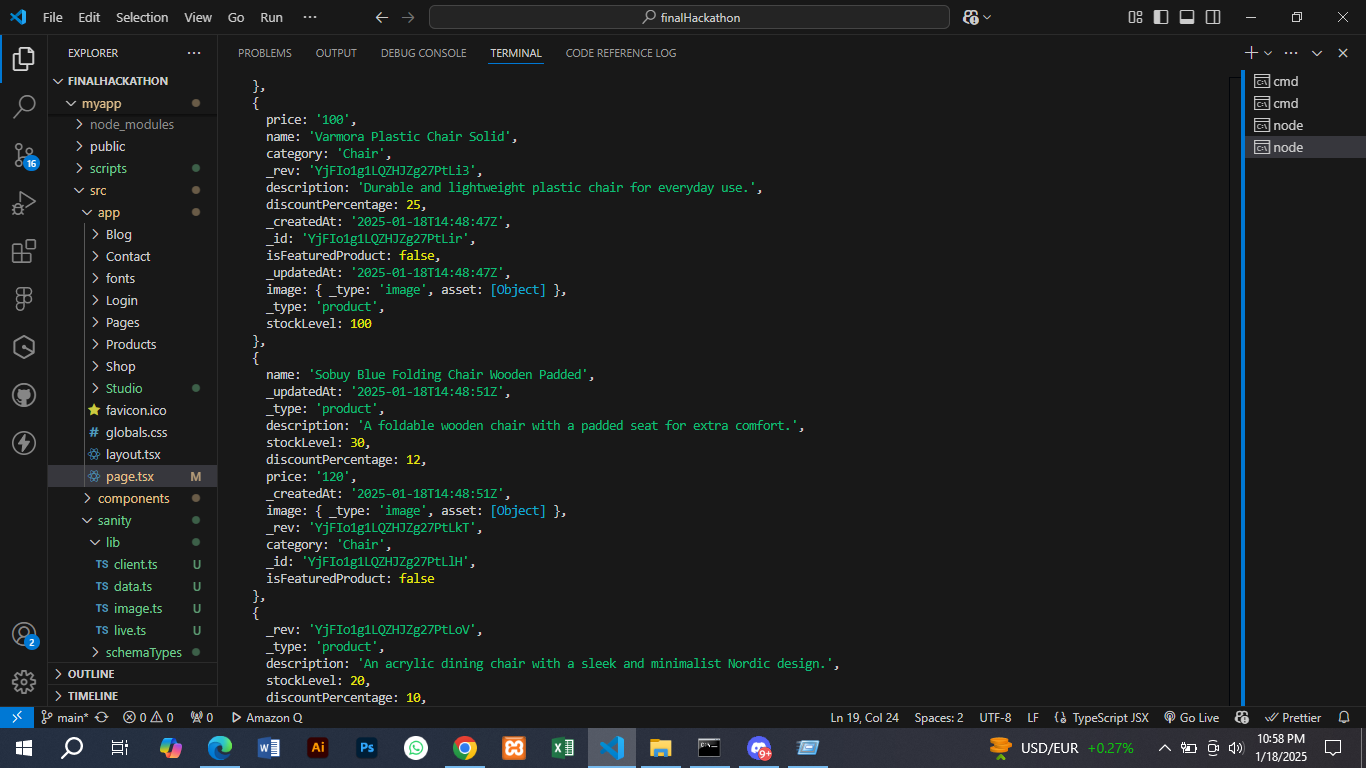 File Edit Selection View Go Run ··· finalHackathon
EXPLORER ···
FINALHACKATHON
myapp
node_modules
public
scripts
src
app
Blog
Contact
fonts
Login
Pages
Products
Shop
Studio
favicon.ico
# globals.css
layout.tsx
page.tsx M
components
sanity
lib
TS client.ts U
TS data.ts U
TS image.ts U
TS live.ts U
schemaTypes
OUTLINE
TIMELINE
16
2
PROBLEMS OUTPUT DEBUG CONSOLE TERMINAL CODE REFERENCE LOG
},
{
price: '100',
name: 'Varmora Plastic Chair Solid',
category: 'Chair',
_rev: 'YjFIo1g1LQZHJZg27PtLi3',
description: 'Durable and lightweight plastic chair for everyday use.',
discountPercentage: 25,
_createdAt: '2025-01-18T14:48:47Z',
_id: 'YjFIo1g1LQZHJZg27PtLir',
isFeaturedProduct: false,
_updatedAt: '2025-01-18T14:48:47Z',
image: { _type: 'image', asset: [Object] },
_type: 'product',
stockLevel: 100
},
{
name: 'Sobuy Blue Folding Chair Wooden Padded',
_updatedAt: '2025-01-18T14:48:51Z',
_type: 'product',
description: 'A foldable wooden chair with a padded seat for extra comfort.',
stockLevel: 30,
discountPercentage: 12,
price: '120',
_createdAt: '2025-01-18T14:48:51Z',
image: { _type: 'image', asset: [Object] },
_rev: 'YjFIo1g1LQZHJZg27PtLkT',
category: 'Chair',
_id: 'YjFIo1g1LQZHJZg27PtLlH',
isFeaturedProduct: false
},
{
_rev: 'YjFIo1g1LQZHJZg27PtLoV',
_type: 'product',
description: 'An acrylic dining chair with a sleek and minimalist Nordic design.',
stockLevel: 20,
discountPercentage: 10,
cmd
cmd
node
node
main* 0 0 0 Amazon Q Ln 19, Col 24 Spaces: 2 UTF-8 LF {} TypeScript JSX Go Live Prettier
Ai Ps 9+ USD/EUR +0.27% 10:58 PM
1/18/2025